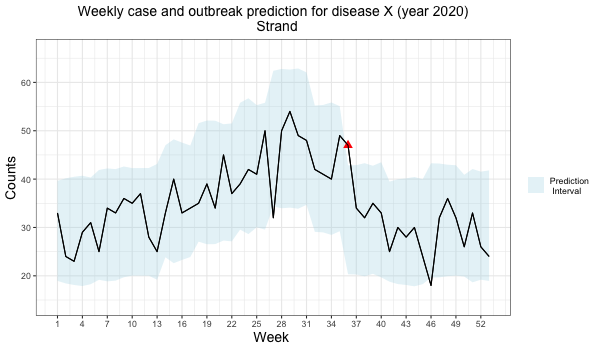 Weekly case and outbreak prediction for disease X (year 2020)
Strand
60
50
40
30
20
Counts
1 4 7 10 13 16 19 22 25 28 31 34 37 40 43 46 49 52
Week
Prediction
Interval